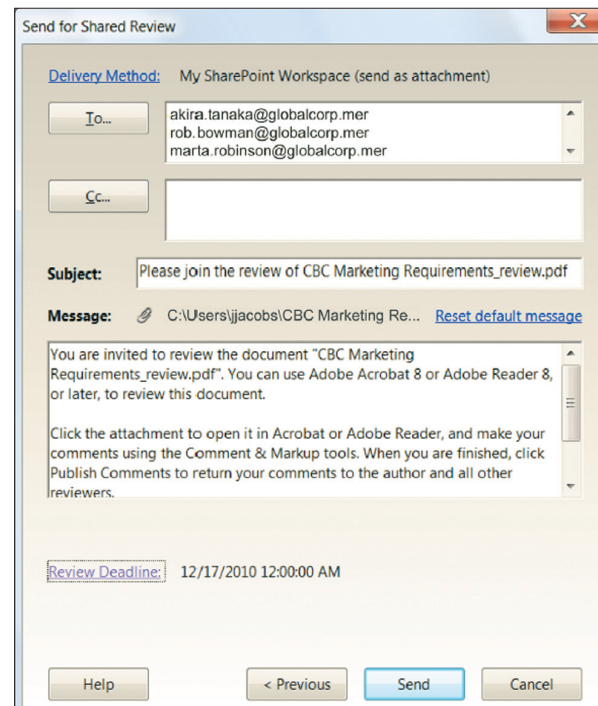 Send for Shared Review
Delivery Method: My SharePoint Workspace (send as attachment)
To... akira.tanaka@globalcorp.mer
rob.bowman@globalcorp.mer
marta.robinson@globalcorp.mer
Cc...
Subject: Please join the review of CBC Marketing Requirements_review.pdf
Message: C:\Users\jjacobs\CBC Marketing Re... Reset default message
You are invited to review the document "CBC Marketing
Requirements_review.pdf". You can use Adobe Acrobat 8 or Adobe Reader 8,
or later, to review this document.
Click the attachment to open it in Acrobat or Adobe Reader, and make your
comments using the Comment & Markup tools. When you are finished, click
Publish Comments to return your comments to the author and all other
reviewers.
Review Deadline: 12/17/2010 12:00:00 AM
Help < Previous Send Cancel